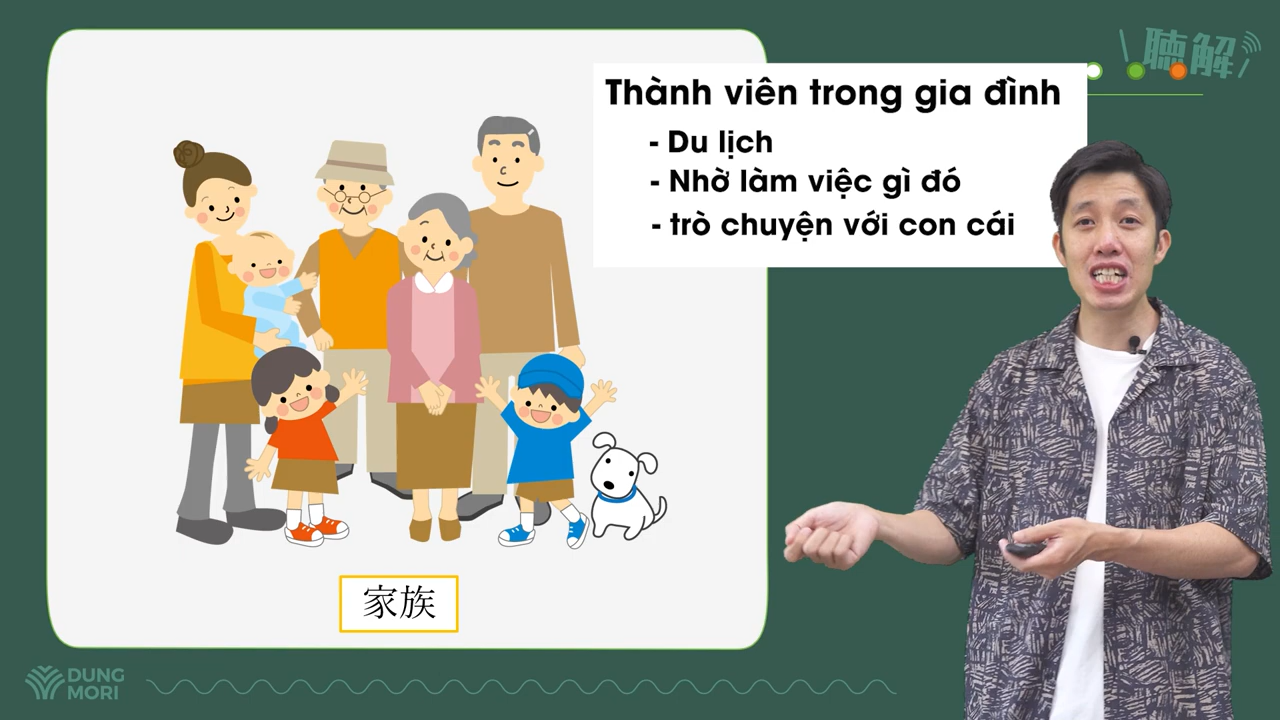 聴解
Thành viên trong gia đình
- Du lịch
- Nhờ làm việc gì đó
- trò chuyện với con cái
家族
DUNG
MORI